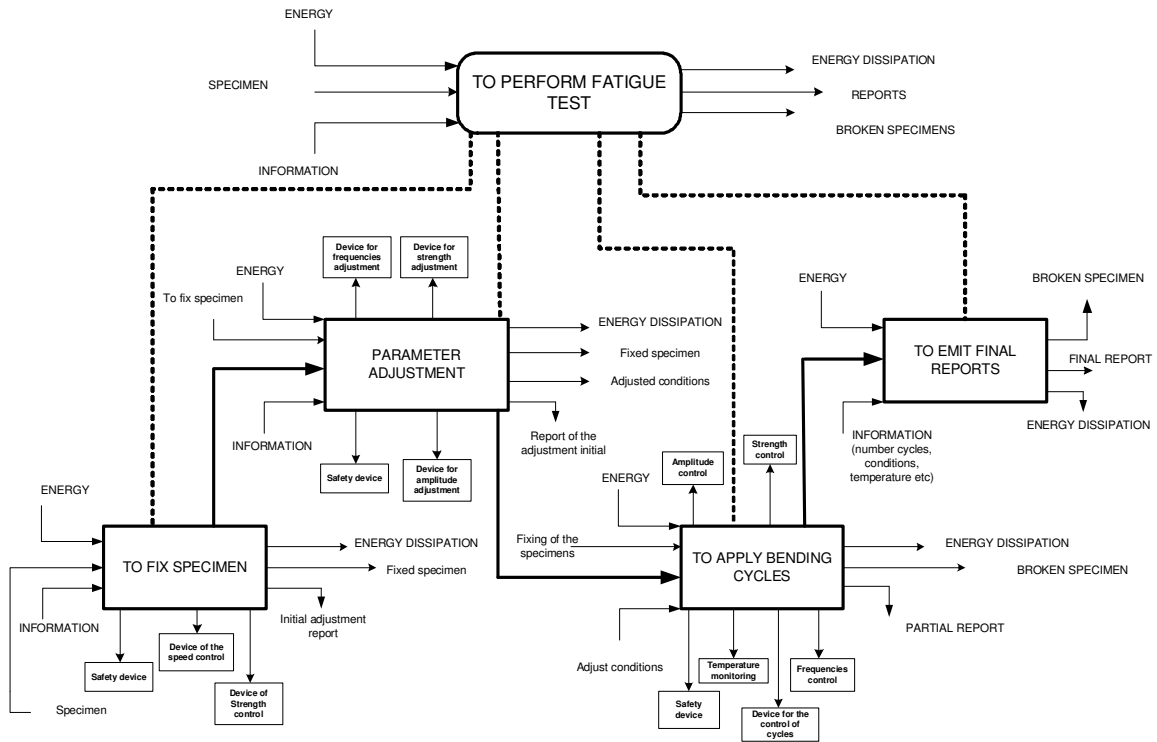 ENERGY
SPECIMEN
INFORMATION
TO PERFORM FATIGUE
TEST
ENERGY DISSIPATION
REPORTS
BROKEN SPECIMENS
Device for
frequencies
adjustment
Device for
strength
adjustment
ENERGY
To fix specimen
PARAMETER
ADJUSTMENT
INFORMATION
ENERGY DISSIPATION
Fixed specimen
Adjusted conditions
Report of the
adjustment initial
Safety device
Device for
amplitude
adjustment
ENERGY
BROKEN SPECIMEN
TO EMIT FINAL
REPORTS
FINAL REPORT
ENERGY DISSIPATION
INFORMATION
(number cycles,
conditions,
temperature etc)
ENERGY
TO FIX SPECIMEN
INFORMATION
Specimen
ENERGY DISSIPATION
Fixed specimen
Initial adjustment
report
Safety device
Device of the
speed control
Device of
Strength
control
Amplitude
control
Strength
control
ENERGY
Fixing of the
specimens
TO APPLY BENDING
CYCLES
Adjust conditions
ENERGY DISSIPATION
BROKEN SPECIMEN
PARTIAL REPORT
Safety
device
Temperature
monitoring
Device for the
control of
cycles
Frequencies
control